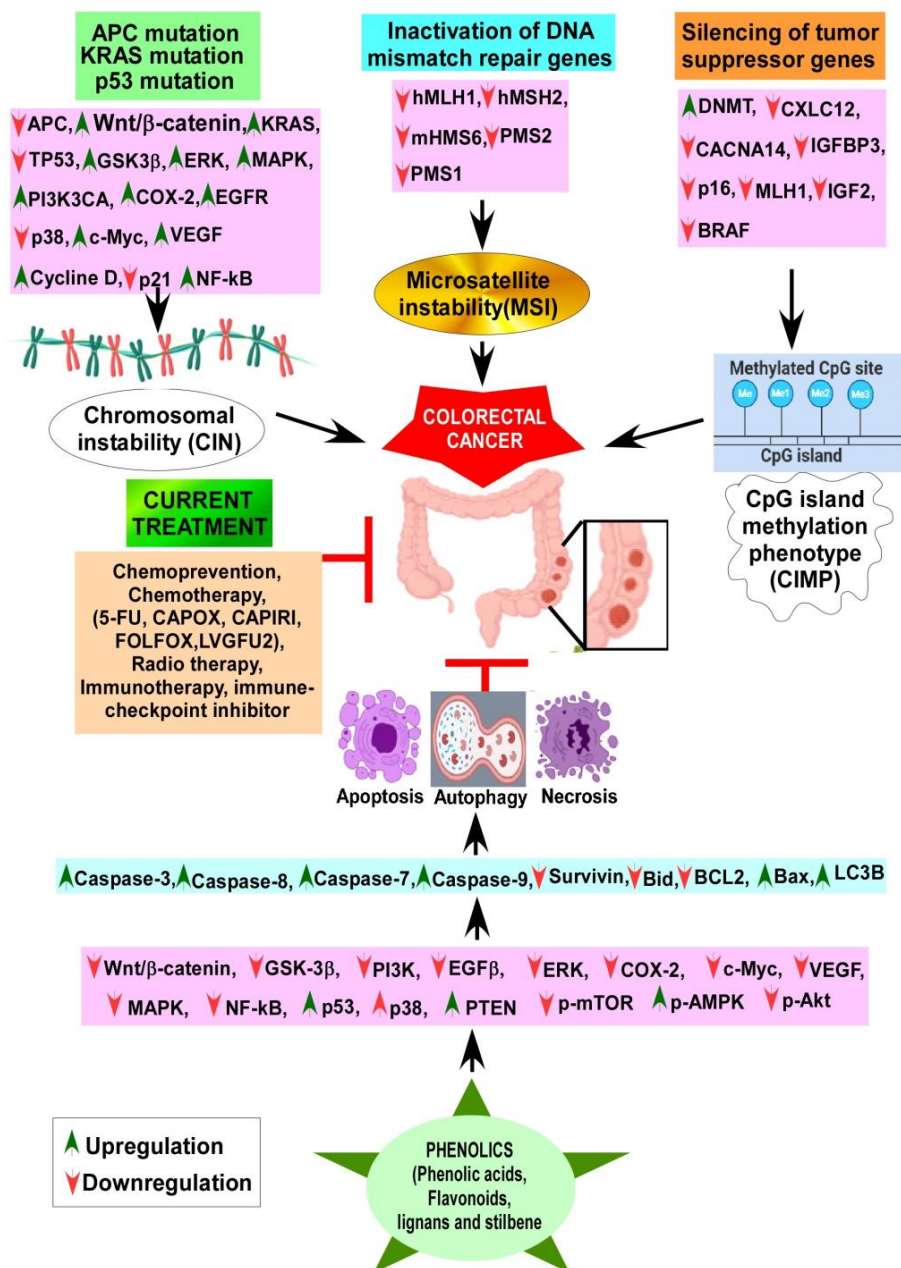 APC mutation
KRAS mutation
p53 mutation
APC, Wnt/β-catenin, KRAS,
TP53, GSK3β, ERK, MAPK,
PI3K3CA, COX-2, EGFR
p38, c-Myc, VEGF
Cycline D, p21 NF-kB
Chromosomal
instability (CIN)
Inactivation of DNA
mismatch repair genes
hMLH1, hMSH2,
mHMS6, PMS2
PMS1
Microsatellite
instability(MSI)
COLORECTAL
CANCER
Silencing of tumor
suppressor genes
DNMT, CXLC12,
CACNA14, IGFBP3,
p16, MLH1, IGF2,
BRAF
Methylated CpG site
Me Me1 Me2 Me3
CpG island
CpG island
methylation
phenotype
(CIMP)
CURRENT
TREATMENT
Chemoprevention,
Chemotherapy,
(5-FU, CAPOX, CAPIRI,
FOLFOX,LVGFU2),
Radio therapy,
Immunotherapy, immune-
checkpoint inhibitor
Apoptosis Autophagy Necrosis
Caspase-3, Caspase-8, Caspase-7, Caspase-9, Survivin, Bid, BCL2, Bax, LC3B
Wnt/β-catenin, GSK-3β, PI3K, EGFβ, ERK, COX-2, c-Myc, VEGF,
MAPK, NF-kB, p53, p38, PTEN p-mTOR p-AMPK p-Akt
Upregulation
Downregulation
PHENOLICS
(Phenolic acids,
Flavonoids,
lignans and stilbene